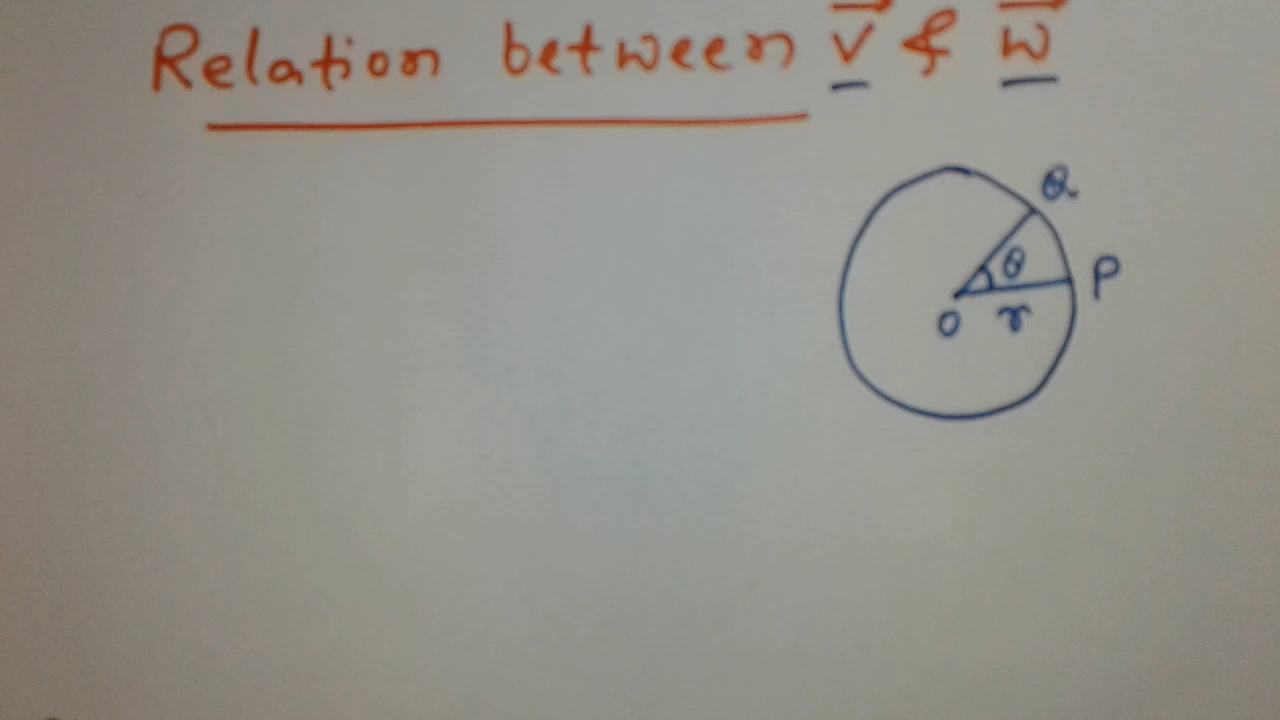 Relation between v⃗ & ω⃗
Q
θ
P
O r